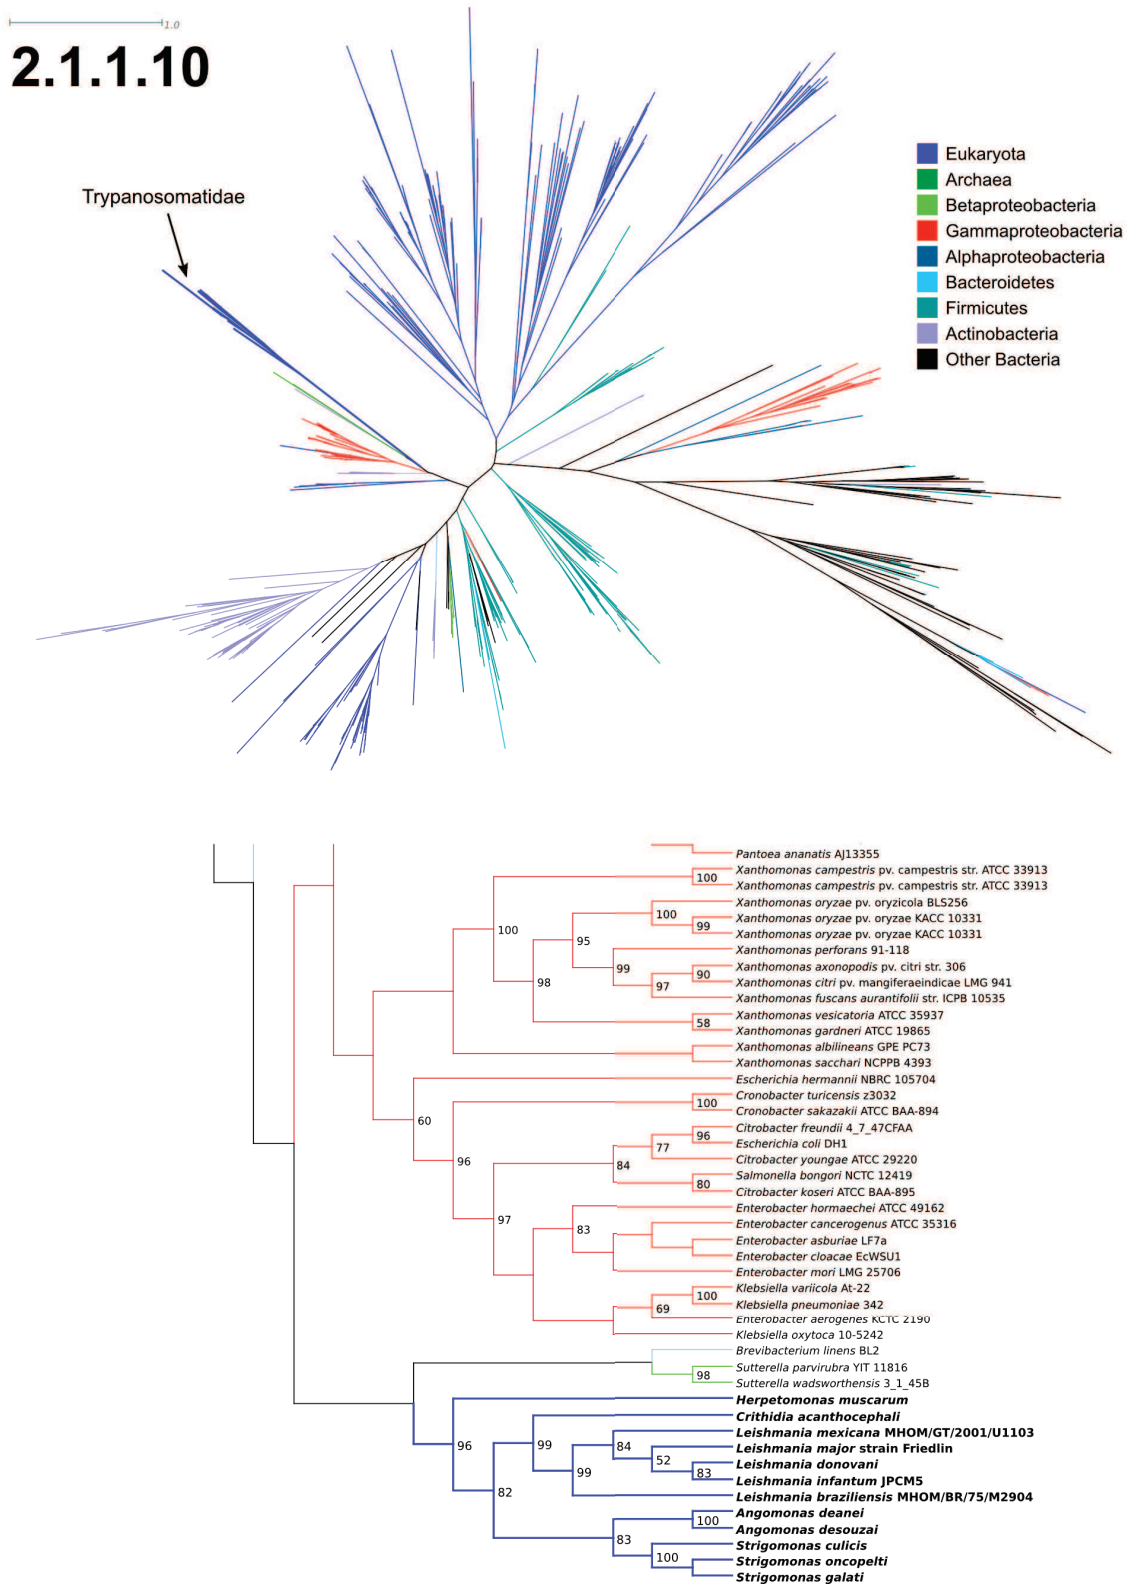 1.0
2.1.1.10
Trypanosomatidae
Eukaryota
Archaea
Betaproteobacteria
Gammaproteobacteria
Alphaproteobacteria
Bacteroidetes
Firmicutes
Actinobacteria
Other Bacteria
Pantoea ananatis AJ13355
Xanthomonas campestris pv. campestris str. ATCC 33913
100
Xanthomonas campestris pv. campestris str. ATCC 33913
Xanthomonas oryzae pv. oryzicola BLS256
100
Xanthomonas oryzae pv. oryzae KACC 10331
99
100
Xanthomonas oryzae pv. oryzae KACC 10331
95
Xanthomonas perforans 91-118
99
Xanthomonas axonopodis pv. citri str. 306
90
98
97
Xanthomonas citri pv. mangiferaeindicae LMG 941
Xanthomonas fuscans aurantifolii str. ICPB 10535
Xanthomonas vesicatoria ATCC 35937
58
Xanthomonas gardneri ATCC 19865
Xanthomonas albilineans GPE PC73
Xanthomonas sacchari NCPPB 4393
Escherichia hermannii NBRC 105704
Cronobacter turicensis z3032
100
Cronobacter sakazakii ATCC BAA-894
60
Citrobacter freundii 4_7_47CFAA
96
Escherichia coli DH1
77
96
84
Citrobacter youngae ATCC 29220
Salmonella bongori NCTC 12419
80
Citrobacter koseri ATCC BAA-895
Enterobacter hormaechei ATCC 49162
97
Enterobacter cancerogenus ATCC 35316
83
Enterobacter asburiae LF7a
Enterobacter cloacae EcWSU1
Enterobacter mori LMG 25706
Klebsiella variicola At-22
100
Klebsiella pneumoniae 342
69
Enterobacter aerogenes KCTC 2190
Klebsiella oxytoca 10-5242
Brevibacterium linens BL2
Sutterella parvirubra YIT 11816
98
Sutterella wadsworthensis 3_1_45B
Herpetomonas muscarum
Crithidia acanthocephali
Leishmania mexicana MHOM/GT/2001/U1103
96
99
84
Leishmania major strain Friedlin
52
Leishmania donovani
99
83
Leishmania infantum JPCM5
82
Leishmania braziliensis MHOM/BR/75/M2904
Angomonas deanei
100
Angomonas desouzai
83
Strigomonas culicis
100
Strigomonas oncopelti
Strigomonas galati